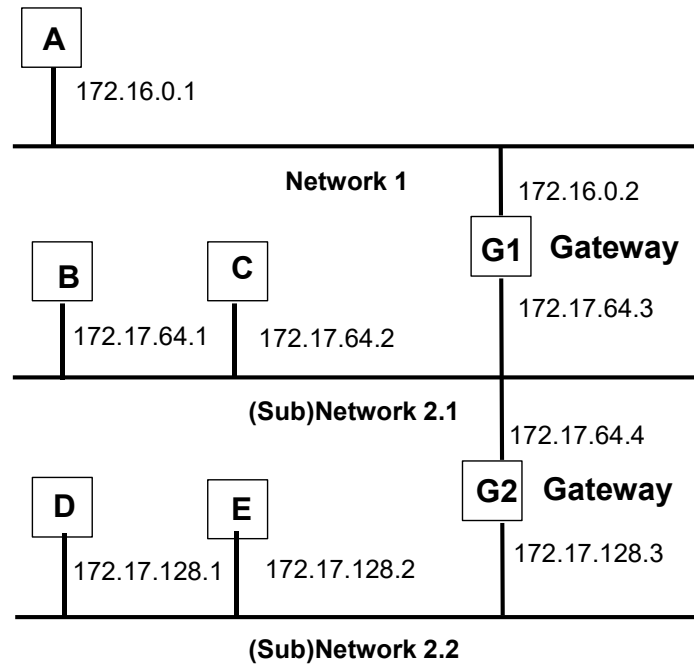 A
172.16.0.1
Network 1
172.16.0.2
B
C
G1 Gateway
172.17.64.1
172.17.64.2
172.17.64.3
(Sub)Network 2.1
172.17.64.4
D
E
G2 Gateway
172.17.128.1
172.17.128.2
172.17.128.3
(Sub)Network 2.2